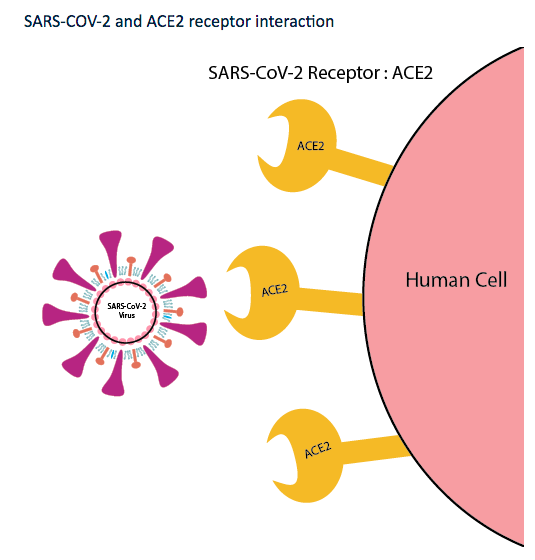 SARS-COV-2 and ACE2 receptor interaction
SARS-CoV-2 Receptor : ACE2
ACE2
ACE2
Human Cell
SARS-CoV-2
Virus
ACE2